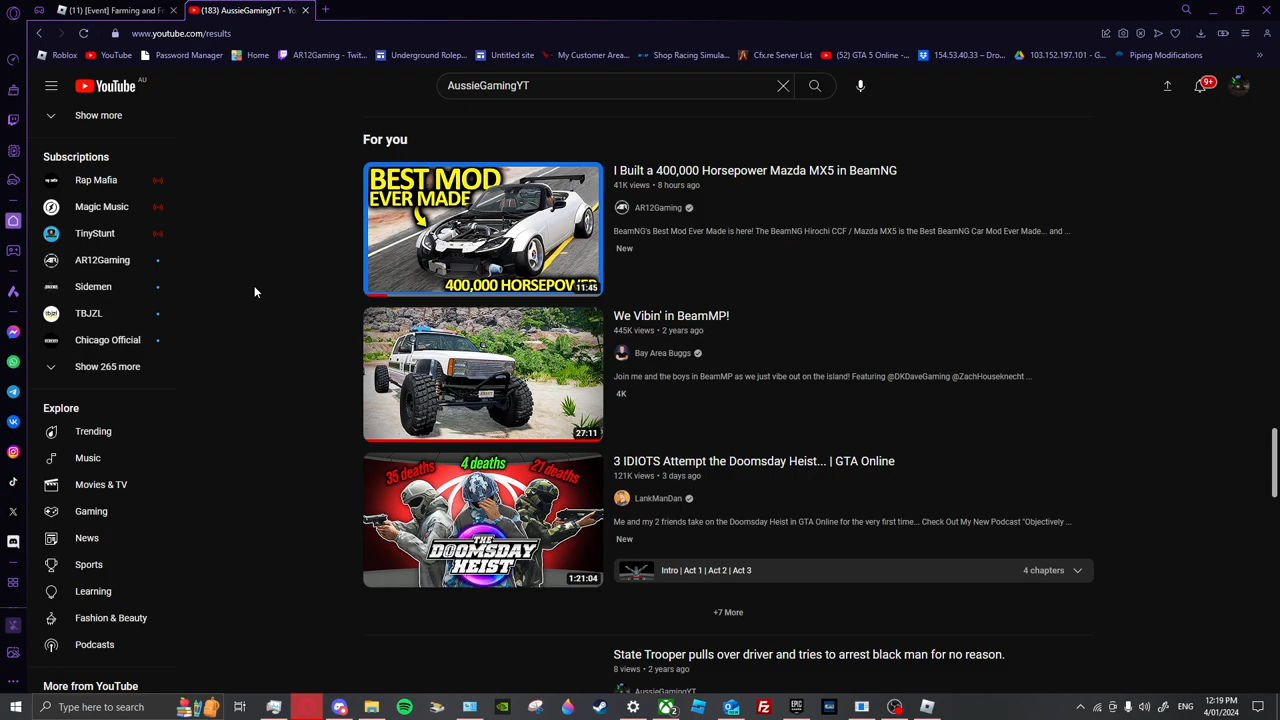 (11) [Event] Farming and Fr
(183) AussieGamingYT - Yo
www.youtube.com/results
Roblox
YouTube
Password Manager
Home
AR12Gaming - Twit...
Underground Rolep...
Untitled site
My Customer Area...
Shop Racing Simula...
Cfx.re Server List
(52) GTA 5 Online -...
154.53.40.34 – Dro...
103.152.197.101 - G...
Piping Modifications
YouTube
AU
AussieGamingYT
9+
Show more
Subscriptions
Rap Mafia
Magic Music
TinyStunt
AR12Gaming
Sidemen
TBJZL
Chicago Official
Show 265 more
Explore
Trending
Music
Movies & TV
Gaming
News
Sports
Learning
Fashion & Beauty
Podcasts
More from YouTube
For you
BEST MOD
EVER MADE
400,000 HORSEPOWER
11:45
I Built a 400,000 Horsepower Mazda MX5 in BeamNG
41K views • 8 hours ago
AR12Gaming
BeamNG's Best Mod Ever Made is here! The BeamNG Hirochi CCF / Mazda MX5 is the Best BeamNG Car Mod Ever Made... and ...
New
27:11
We Vibin' in BeamMP!
445K views • 2 years ago
Bay Area Buggs
Join me and the boys in BeamMP as we just vibe out on the island! Featuring @DKDaveGaming @ZachHouseknecht ...
4K
35 deaths
4 deaths
21 deaths
THE
DOOMSDAY
HEIST
1:21:04
3 IDIOTS Attempt the Doomsday Heist... | GTA Online
121K views • 3 days ago
LankManDan
Me and my 2 friends take on the Doomsday Heist in GTA Online for the very first time... Check Out My New Podcast "Objectively ...
New
Intro | Act 1 | Act 2 | Act 3
4 chapters
+7 More
State Trooper pulls over driver and tries to arrest black man for no reason.
8 views • 2 years ago
AussieGamingYT
Type here to search
ENG
12:19 PM
4/01/2024